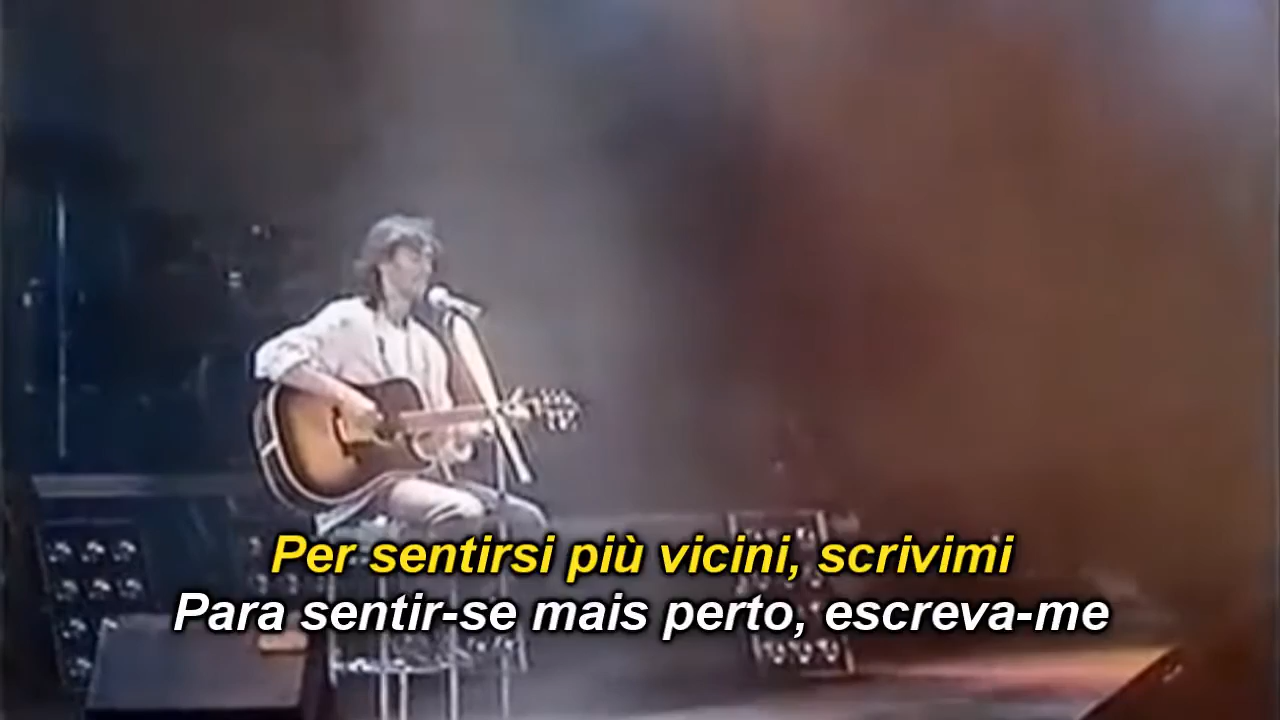 Per sentirsi più vicini, scrivimi
Para sentir-se mais perto, escreva-me